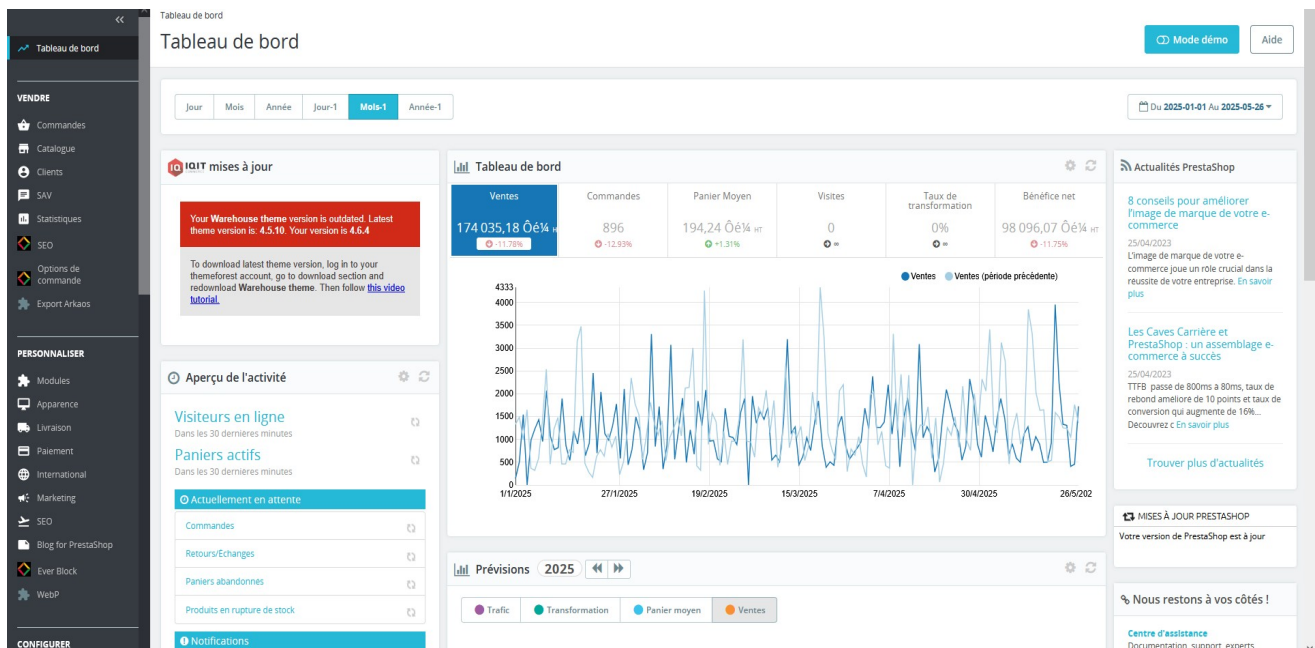 «
Tableau de bord
VENDRE
Commandes
Catalogue
Clients
SAV
Statistiques
SEO
Options de
commande
Export Arkaos
PERSONNALISER
Modules
Apparence
Livraison
Paiement
International
Marketing
SEO
Blog for PrestaShop
Ever Block
WebP
CONFIGURER
Tableau de bord
Tableau de bord
Mode démo
Aide
Jour
Mois
Année
Jour-1
Mois-1
Année-1
Du 2025-01-01 Au 2025-05-26
IQIT mises à jour
Your Warehouse theme version is outdated. Latest
theme version is: 4.5.10. Your version is 4.6.4
To download latest theme version, log in to your
themeforest account, go to download section and
redownload Warehouse theme. Then follow this video
tutorial.
Aperçu de l'activité
Visiteurs en ligne
Dans les 30 dernières minutes
Paniers actifs
Dans les 30 dernières minutes
Actuellement en attente
Commandes
Retours/Echanges
Paniers abandonnés
Produits en rupture de stock
Notifications
Tableau de bord
Ventes
174 035,18 Ôé¼ H
-11.78%
Commandes
896
-12.93%
Panier Moyen
194,24 Ôé¼ HT
+1.31%
Visites
0
∞
Taux de
transformation
0%
∞
Bénéfice net
98 096,07 Ôé¼ HT
-11.75%
Ventes
Ventes (période précédente)
4333
4000
3500
3000
2500
2000
1500
1000
500
0
1/1/2025
27/1/2025
19/2/2025
15/3/2025
7/4/2025
30/4/2025
26/5/202
Prévisions 2025
Trafic
Transformation
Panier moyen
Ventes
Actualités PrestaShop
8 conseils pour améliorer
l'image de marque de votre e-
commerce
25/04/2023
L'image de marque de votre e-
commerce joue un rôle crucial dans la
réussite de votre entreprise. En savoir
plus
Les Caves Carrière et
PrestaShop : un assemblage e-
commerce à succès
25/04/2023
TTFB passe de 800ms à 80ms, taux de
rebond amélioré de 10 points et taux de
conversion qui augmente de 16%...
Découvrez c En savoir plus
Trouver plus d'actualités
MISES À JOUR PRESTASHOP
Votre version de PrestaShop est à jour
Nous restons à vos côtés !
Centre d'assistance
Documentation, support, experts,